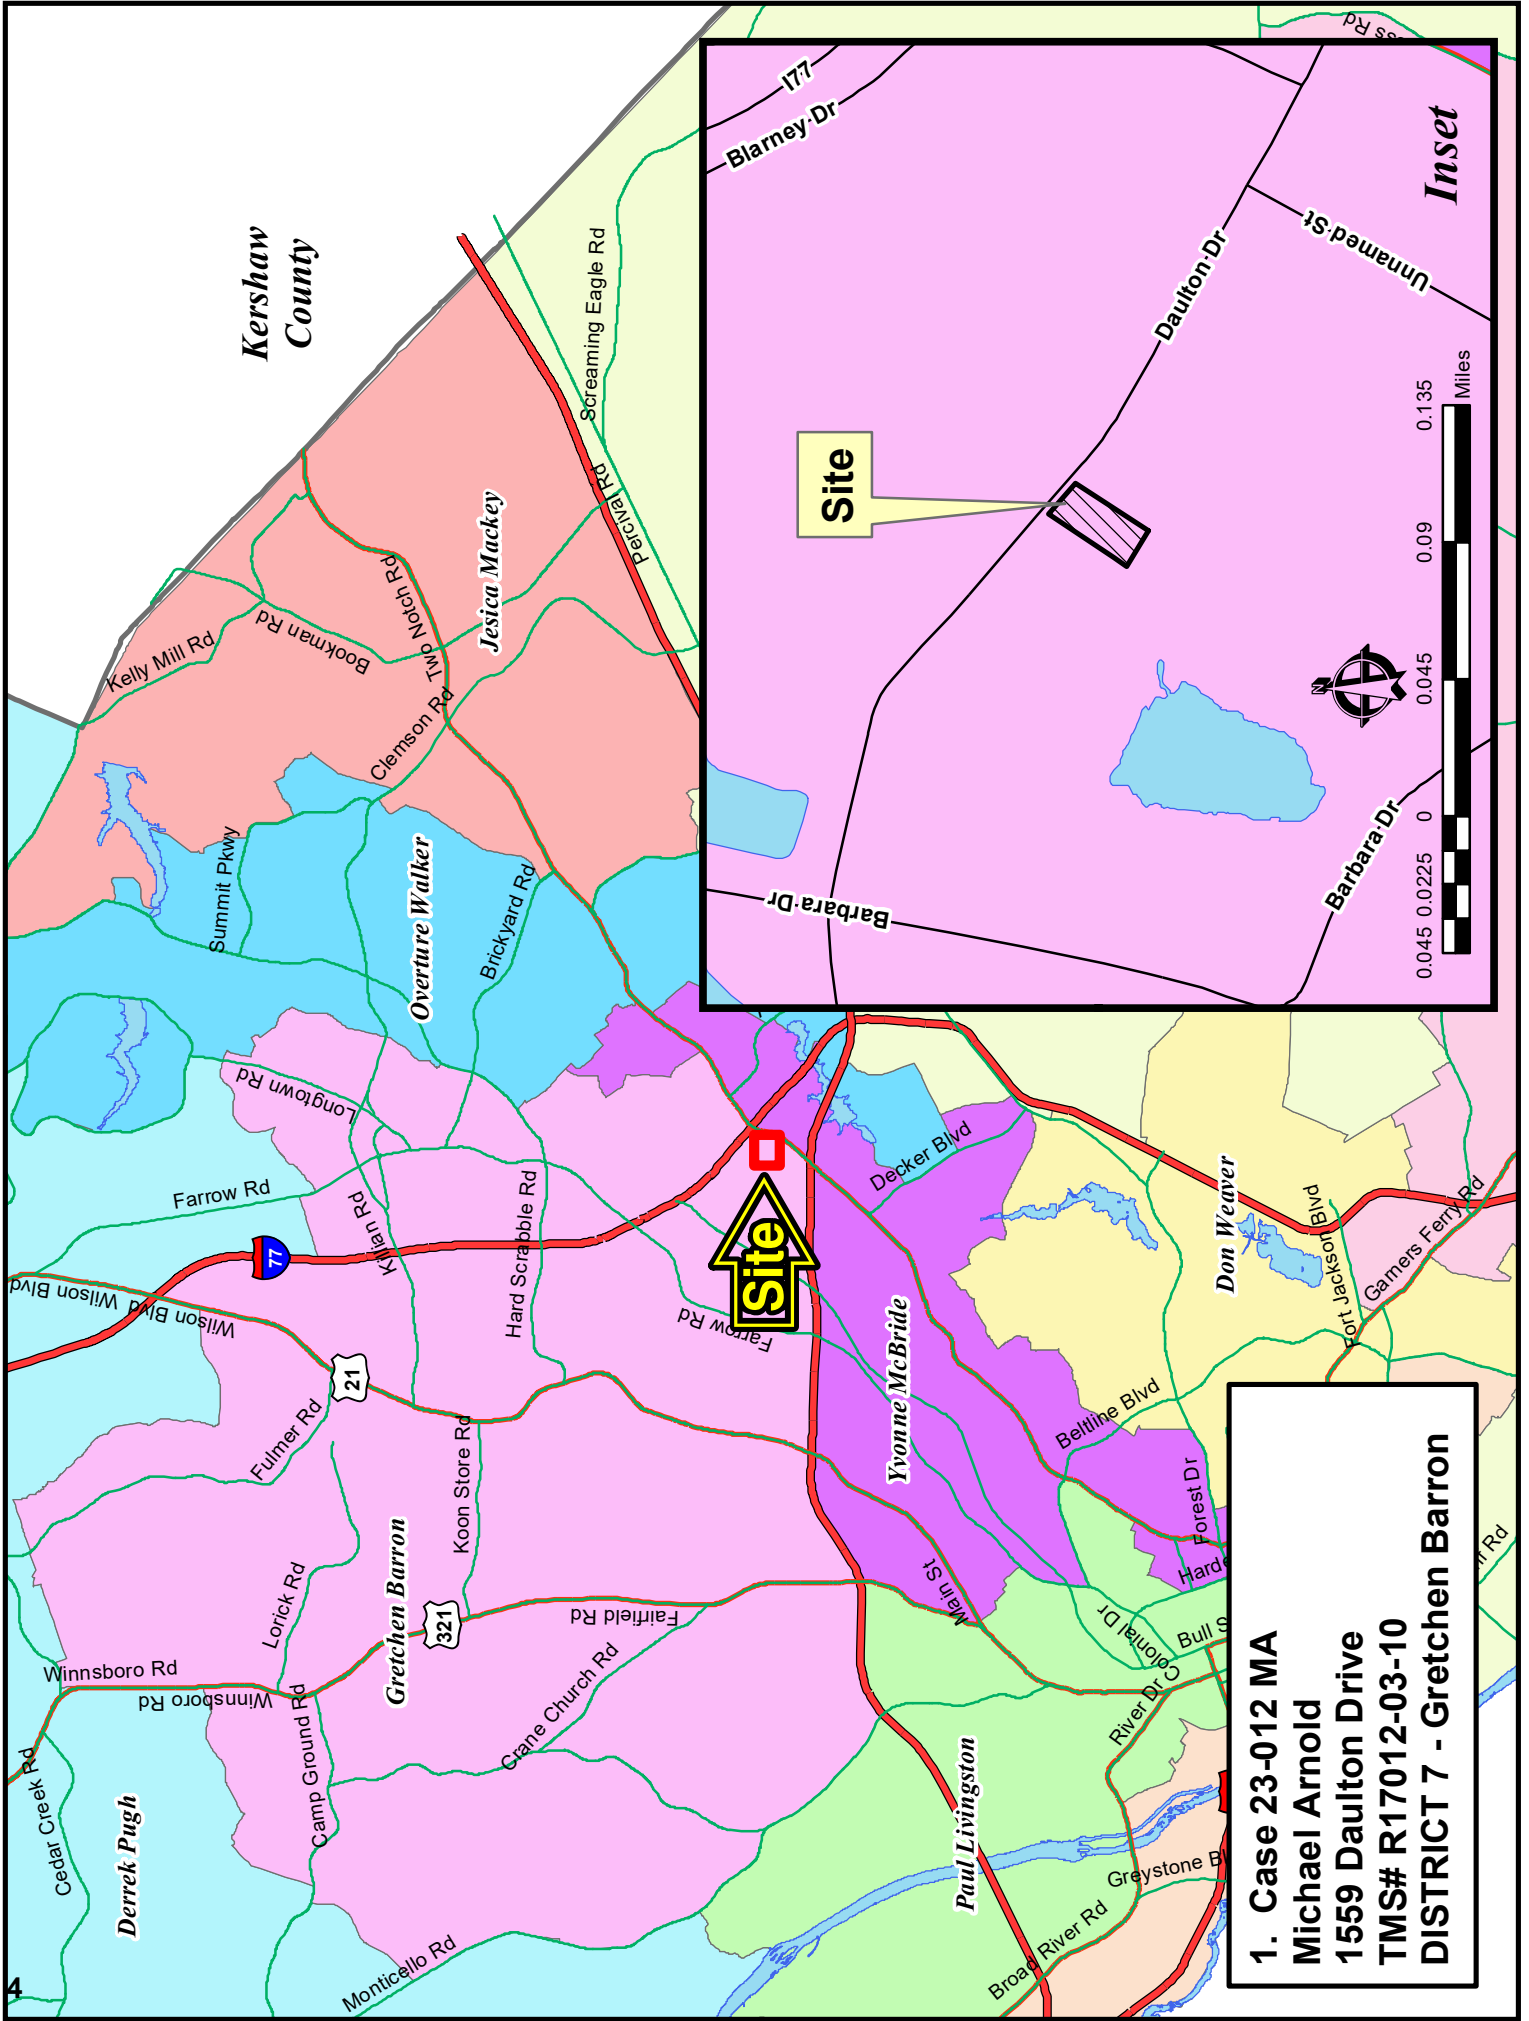 4
Kershaw
County
Cedar Creek Rd
Derrek Pugh
Winnsboro Rd
Winnsboro Rd
Camp Ground Rd
Monticello Rd
Lorick Rd
Fulmer Rd
Wilson Blvd
Wilson Blvd
Wilson Blvd
21
77
321
Farrow Rd
Longtown Rd
Killian Rd
Hard Scrabble Rd
Koon Store Rd
Gretchen Barron
Fairfield Rd
Crane Church Rd
Farrow Rd
Summit Pkwy
Overture Walker
Brickyard Rd
Kelly Mill Rd
Bookman Rd
Two Notch Rd
Clemson Rd
Jesica Mackey
Percival Rd
Screaming Eagle Rd
Site
Yvonne McBride
Decker Blvd
Main St
Colonial Dr
Beltline Blvd
Forest Dr
Harde
Bull S
River Dr
Paul Livingston
Greystone Bl
Broad River Rd
Don Weaver
Fort Jackson Blvd
Garners Ferry Rd
ss Rd
I77
Blarney Dr
Site
Daulton Dr
Unnamed St
Barbara Dr
Barbara Dr
Inset
N
0.045 0.0225 0 0.045 0.09 0.135
Miles
1. Case 23-012 MA
Michael Arnold
1559 Daulton Drive
TMS# R17012-03-10
DISTRICT 7 - Gretchen Barron